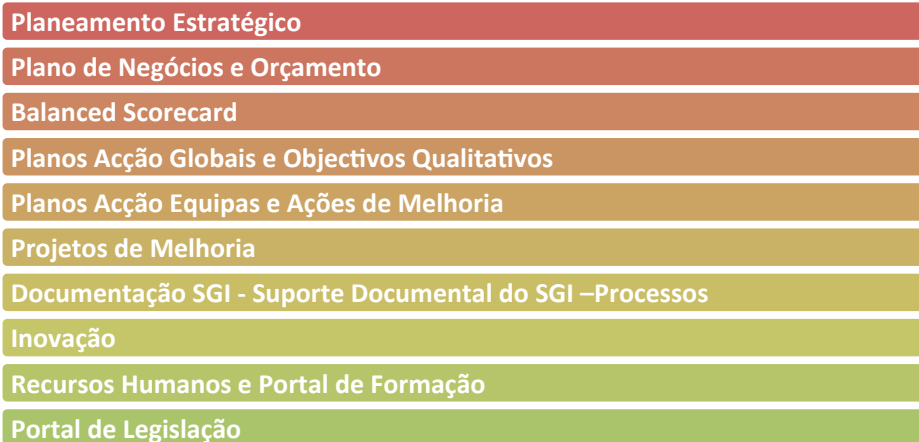 Planeamento Estratégico
Plano de Negócios e Orçamento
Balanced Scorecard
Planos Acção Globais e Objectivos Qualitativos
Planos Acção Equipas e Ações de Melhoria
Projetos de Melhoria
Documentação SGI - Suporte Documental do SGI –Processos
Inovação
Recursos Humanos e Portal de Formação
Portal de Legislação